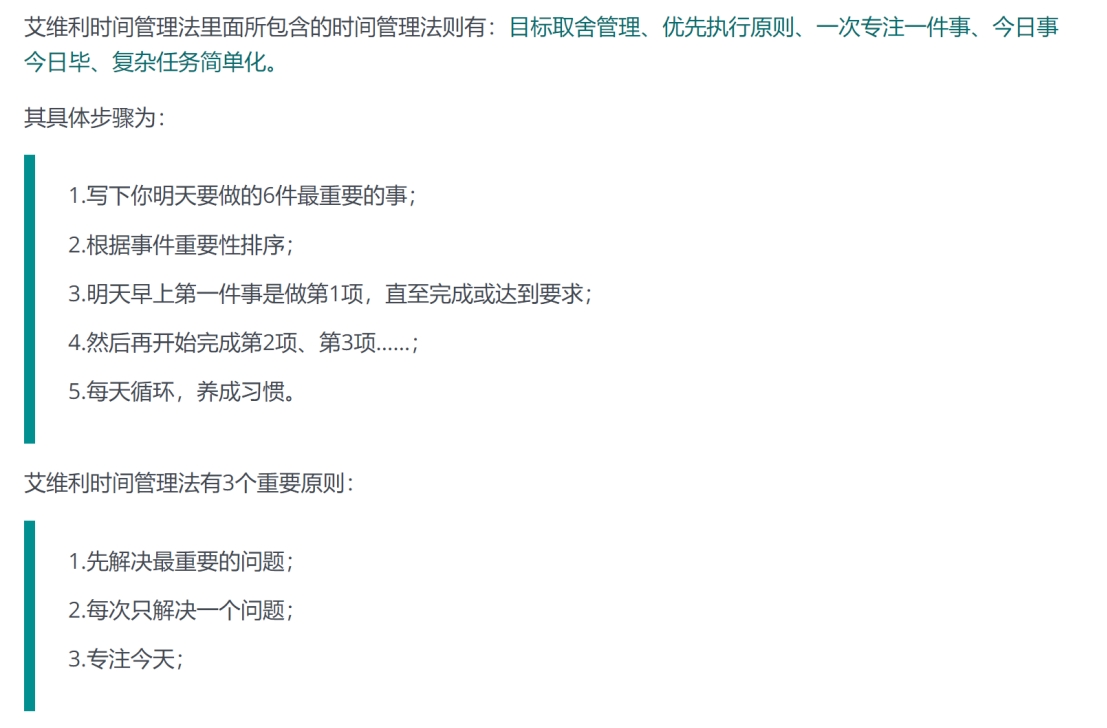 艾维利时间管理法里面所包含的时间管理法则有：目标取舍管理、优先执行原则、一次专注一件事、今日事
今日毕、复杂任务简单化。
其具体步骤为：
1.写下你明天要做的6件最重要的事；
2.根据事件重要性排序；
3.明天早上第一件事是做第1项，直至完成或达到要求；
4.然后再开始完成第2项、第3项……；
5.每天循环，养成习惯。
艾维利时间管理法有3个重要原则：
1.先解决最重要的问题；
2.每次只解决一个问题；
3.专注今天；